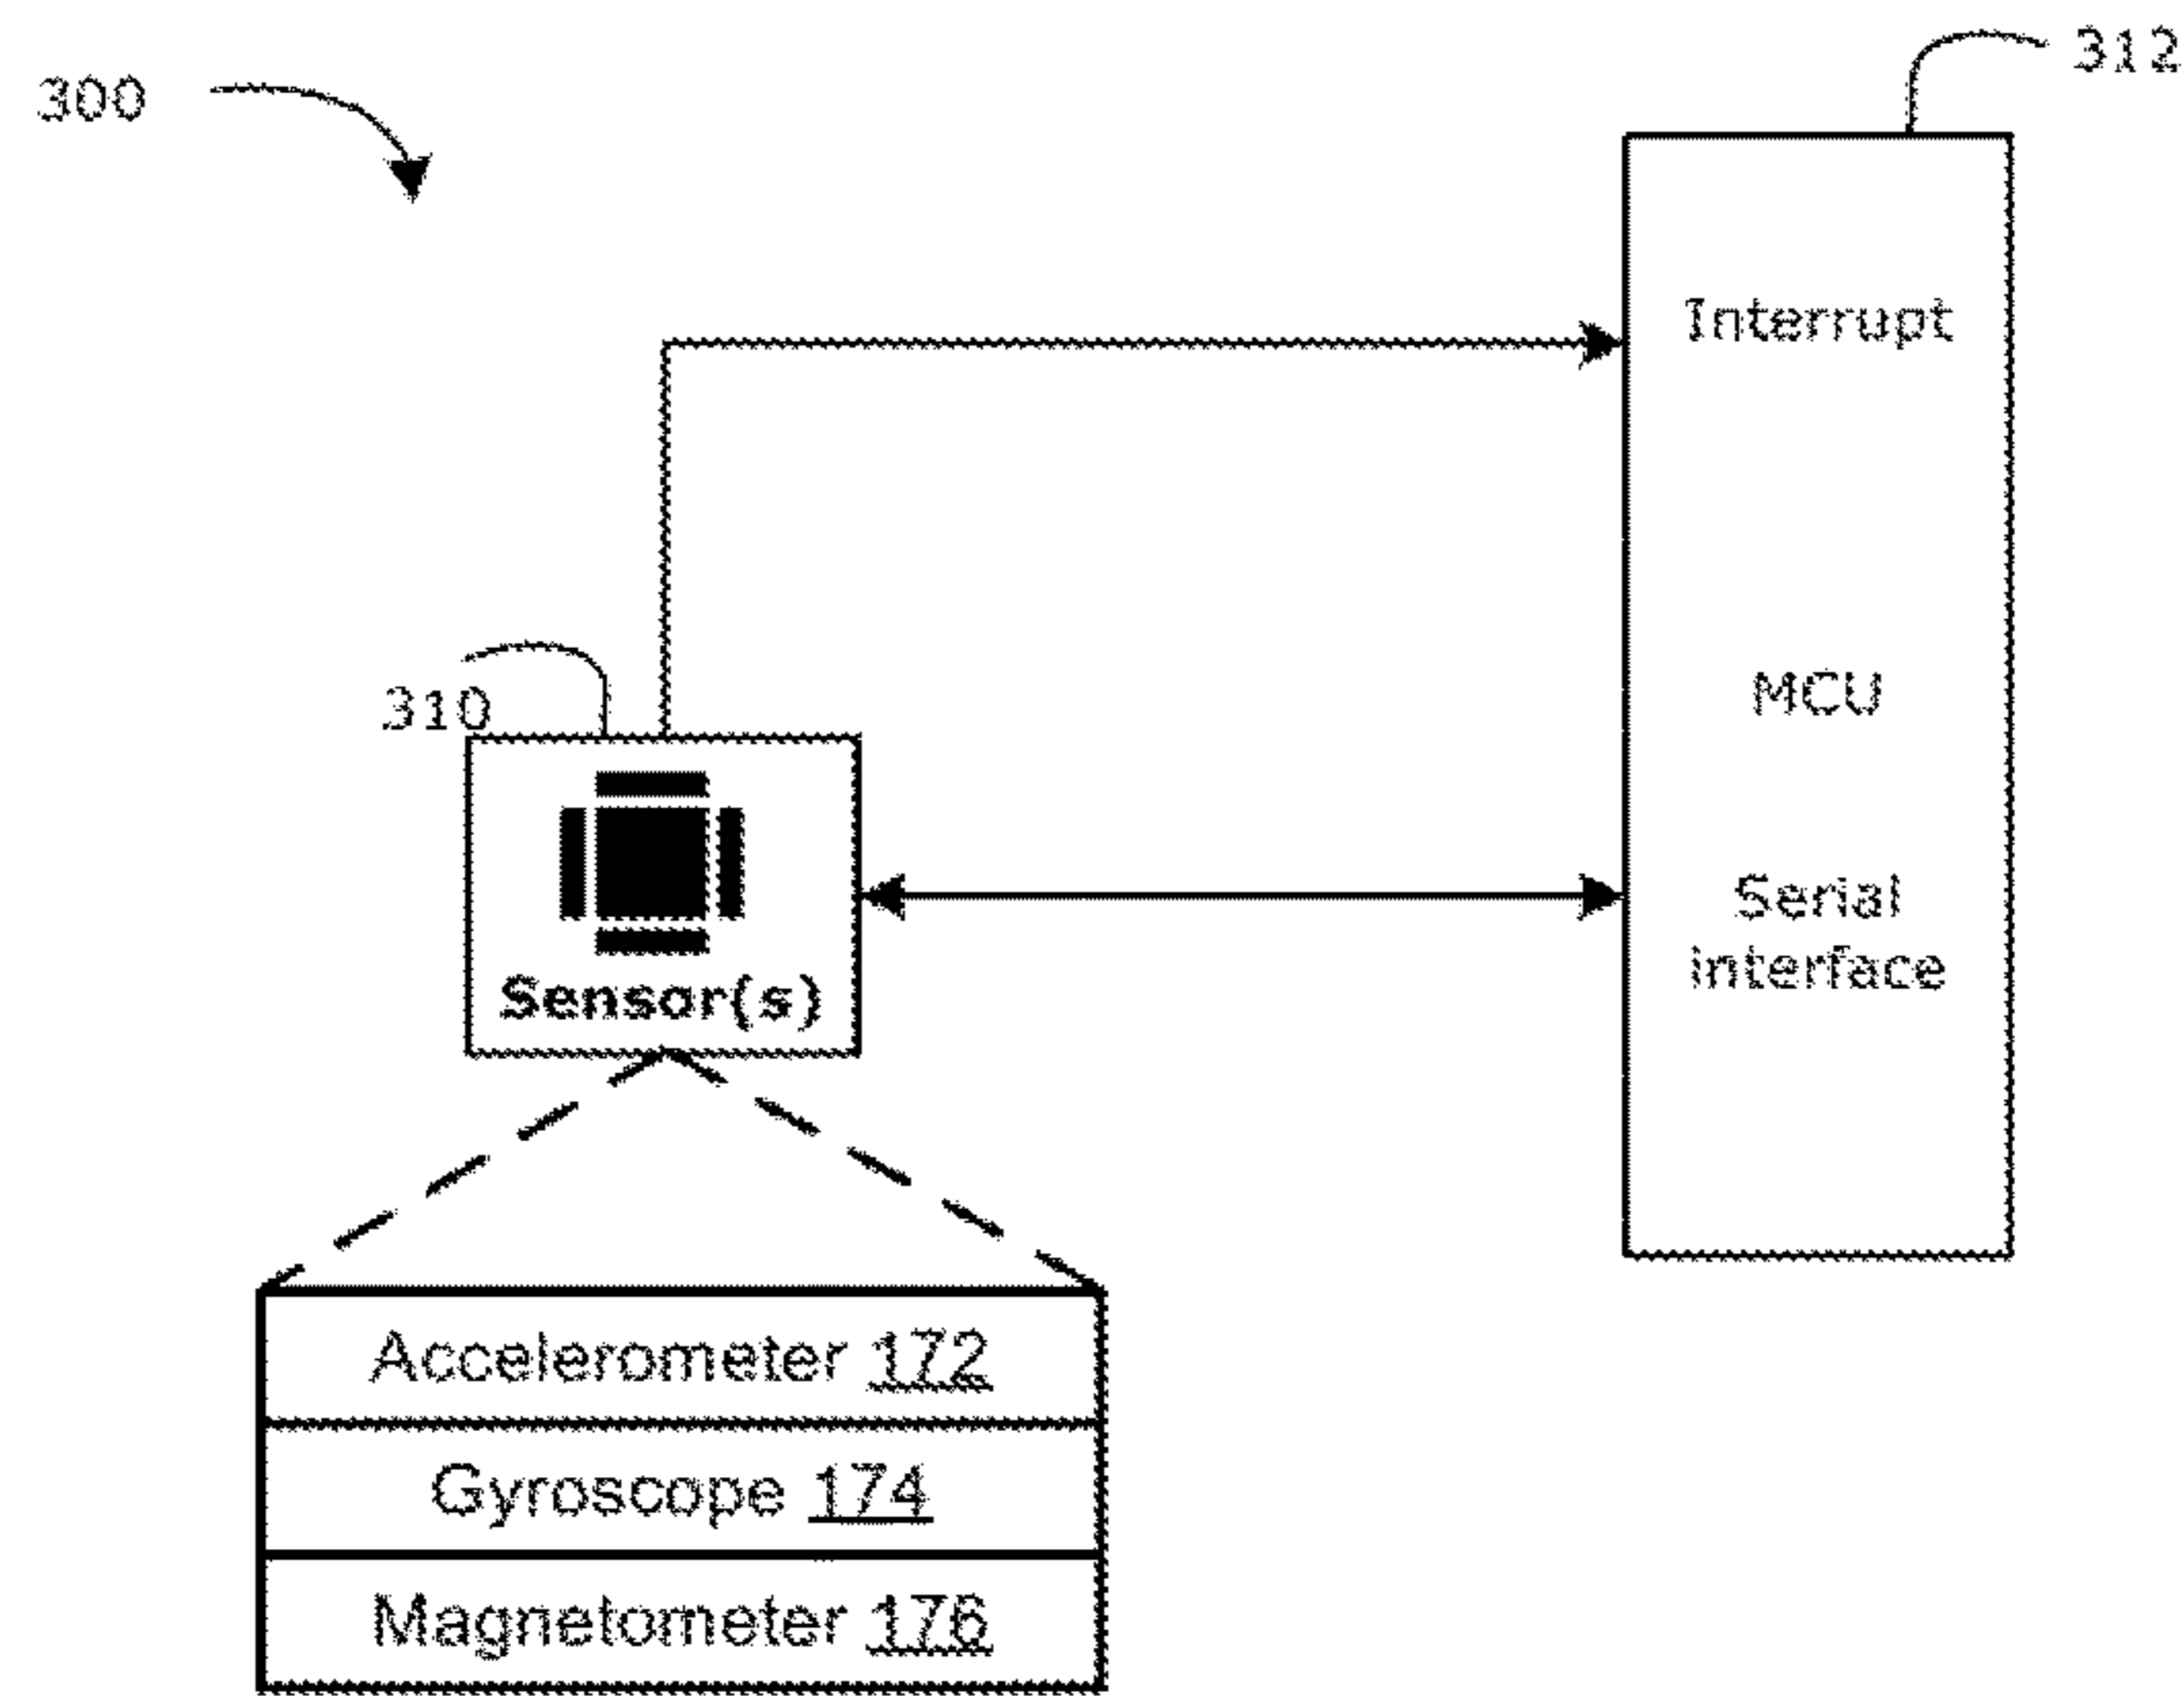 300
312
Interrupt
310
MCU
Serial
interface
Sensor(s)
Accelerometer 172
Gyroscope 174
Magnetometer 176